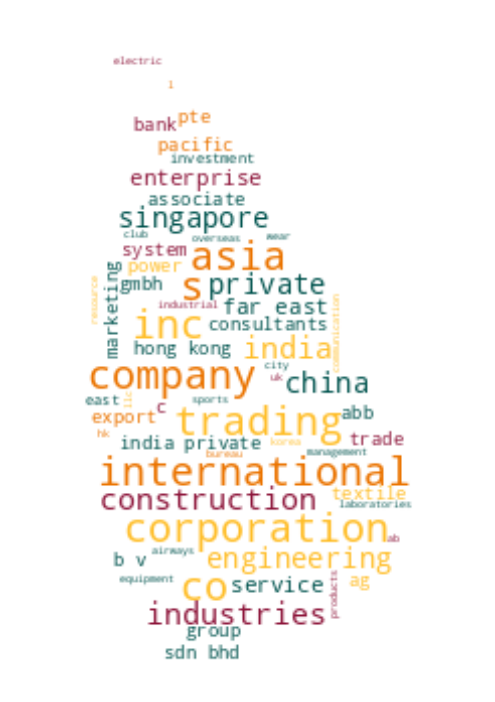 electric
l
bank pte
pacific
investment
enterprise
associate
singapore
club overseas wear
system asia
power
marketing gmbh s private
resource industrial far east communication
inc consultants
hong kong india
city
company uk china
east llc sports
export c trading abb
hk india private korea trade
bureau management
international
construction textile
laboratories
corporation ab
b v airways engineering
equipment co service ag
industries products
group
sdn bhd